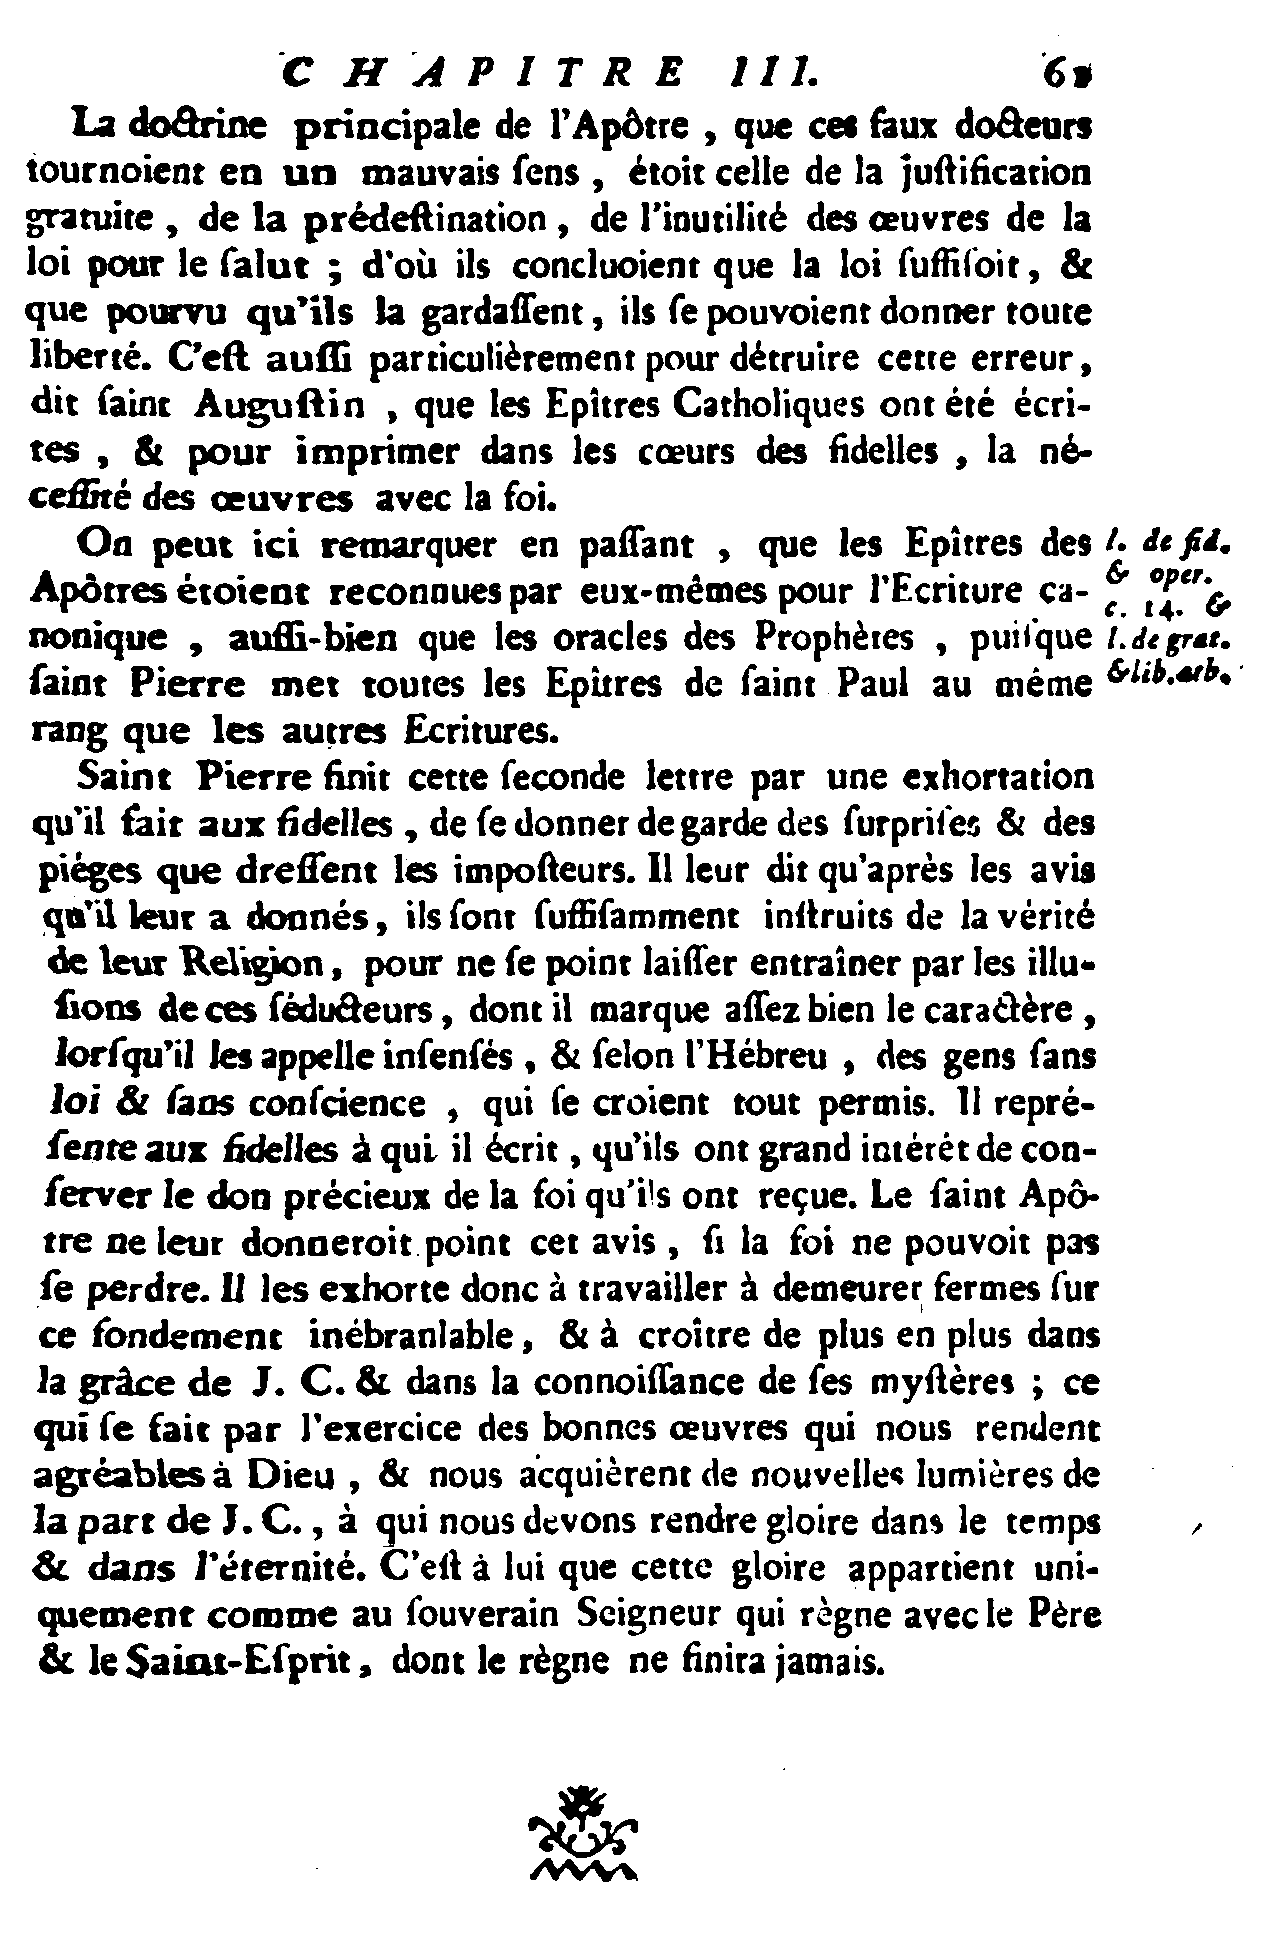 CHAPITRE III.
La doctrine principale de l'Apôtre, que ces faux docteurs
tournoient en un mauvais ſens, étoit celle de la juſtification
gratuite, de la prédeſtination, de l'inutilité des œuvres de la
loi pour le ſalut ; d'où ils concluoient que la loi ſuffiſoit, &
que pourvu qu'ils la gardaſſent, ils ſe pouvoient donner toute
liberté. C'eſt auſſi particulièrement pour détruire cette erreur,
dit ſaint Auguſtin, que les Epîtres Catholiques ont été écri-
tes, & pour imprimer dans les cœurs des fidelles, la né-
ceſſité des œuvres avec la foi.
On peut ici remarquer en paſſant, que les Epîtres des
Apôtres étoient reconnues par eux-mêmes pour l'Ecriture ca-
nonique, auſſi-bien que les oracles des Prophètes, puiſque
ſaint Pierre met toutes les Epîtres de ſaint Paul au même
rang que les autres Ecritures.
l. de fid.
& oper.
c. 14. &
l. de grat.
& lib. arb.
Saint Pierre finit cette ſeconde lettre par une exhortation
qu'il fait aux fidelles, de ſe donner de garde des ſurpriſes & des
piéges que dreſſent les impoſteurs. Il leur dit qu'après les avis
qu'il leur a donnés, ils ſont ſuffiſamment inſtruits de la vérité
de leur Religion, pour ne ſe point laiſſer entraîner par les illu-
ſions de ces ſéducteurs, dont il marque aſſez bien le caractère,
lorſqu'il les appelle inſenſés, & ſelon l'Hébreu, des gens ſans
loi & ſans conſcience, qui ſe croient tout permis. Il repré-
ſente aux fidelles à qui il écrit, qu'ils ont grand intérêt de con-
ſerver le don précieux de la foi qu'ils ont reçue. Le ſaint Apô-
tre ne leur donneroit point cet avis, ſi la foi ne pouvoit pas
ſe perdre. Il les exhorte donc à travailler à demeurer fermes ſur
ce fondement inébranlable, & à croître de plus en plus dans
la grâce de J. C. & dans la connoiſſance de ſes myſtères ; ce
qui ſe fait par l'exercice des bonnes œuvres qui nous rendent
agréables à Dieu, & nous acquièrent de nouvelles lumières de
la part de J. C., à qui nous devons rendre gloire dans le temps
& dans l'éternité. C'eſt à lui que cette gloire appartient uni-
quement comme au ſouverain Seigneur qui règne avec le Père
& le Saint-Eſprit, dont le règne ne finira jamais.